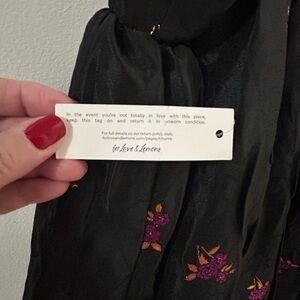 In the event you're not totally in love with this piece,
keep this tag on and return it in unworn condition.
For full details on our return policy visit:
forloveandlemons.com/pages/returns
for Love & Lemons